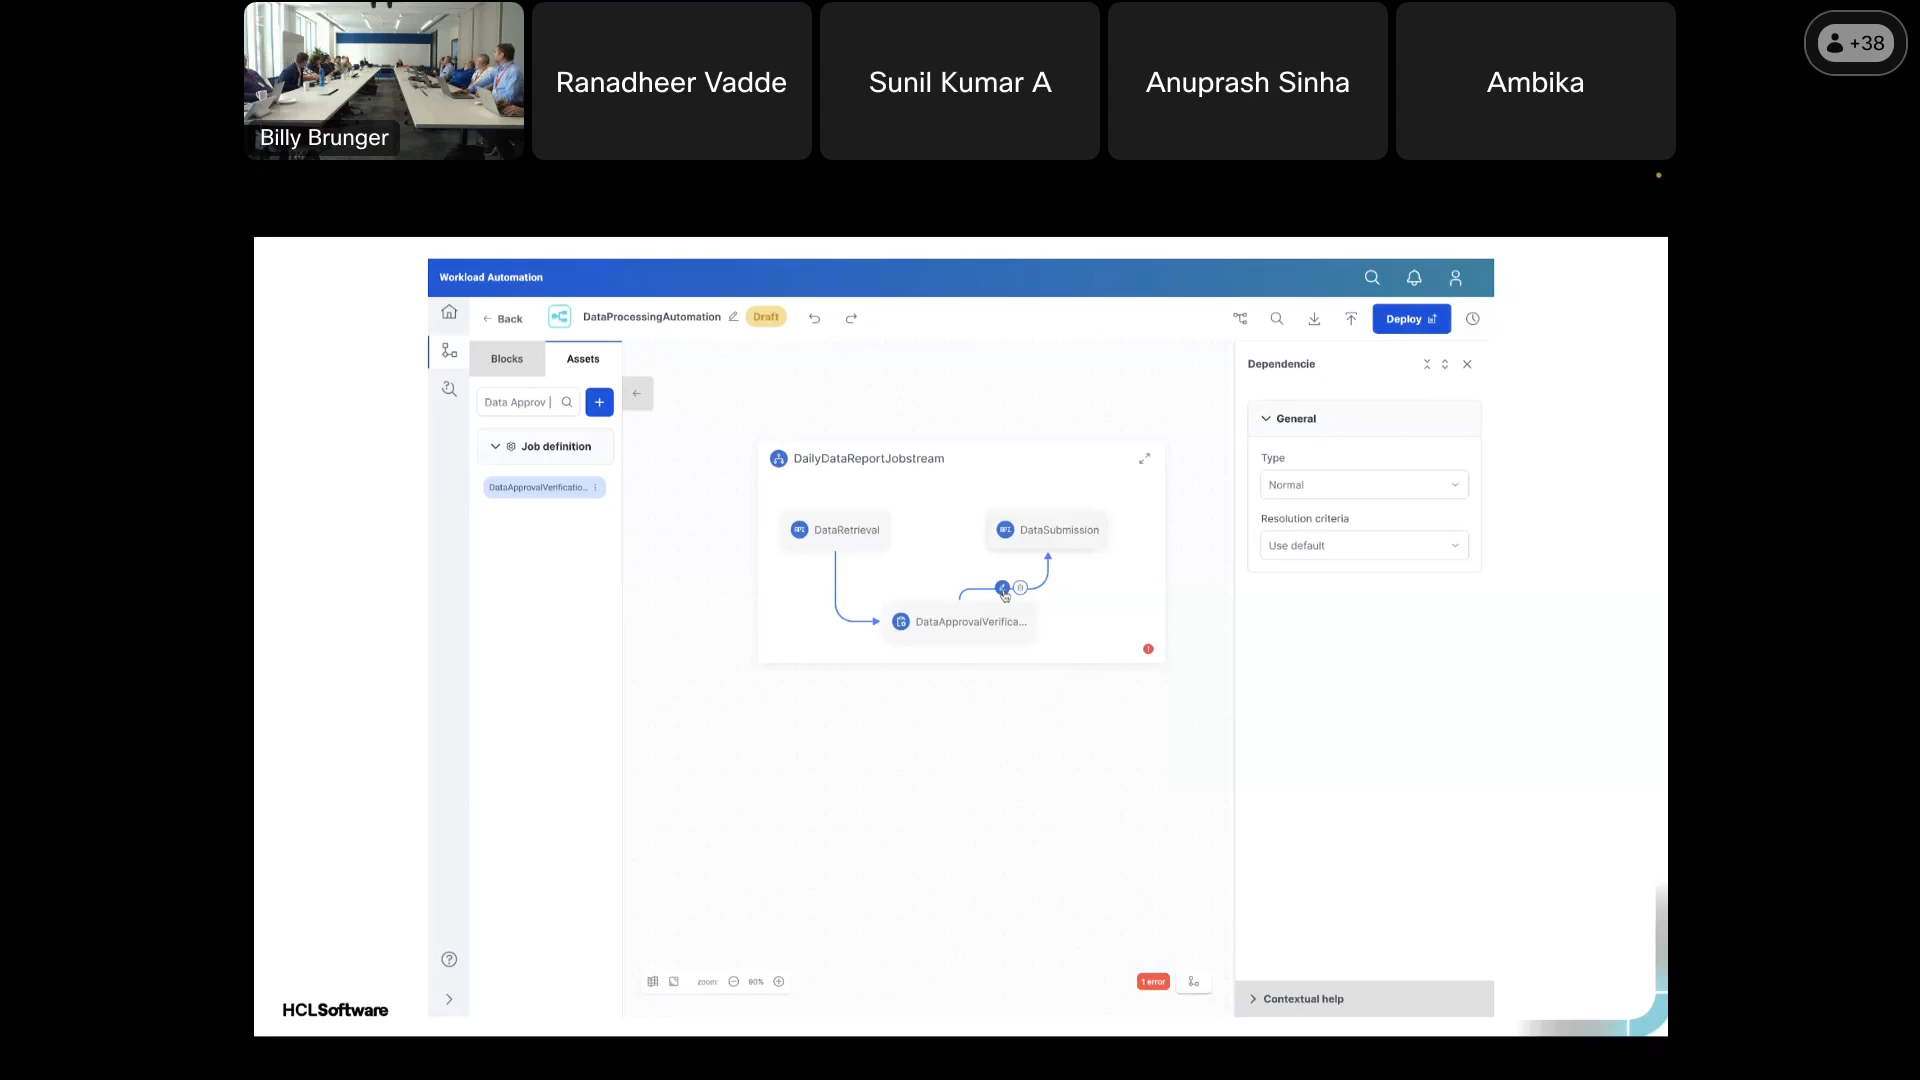 Billy Brunger
Ranadheer Vadde
Sunil Kumar A
Anuprash Sinha
Ambika
+38
Workload Automation
Back
DataProcessingAutomation
Draft
Deploy
Blocks
Assets
Data Approv
Job definition
DataApprovalVerificatio...
DailyDataReportJobstream
API DataRetrieval
API DataSubmission
DataApprovalVerifica...
zoom: 90%
1 error
Dependencie
General
Type
Normal
Resolution criteria
Use default
Contextual help
HCLSoftware